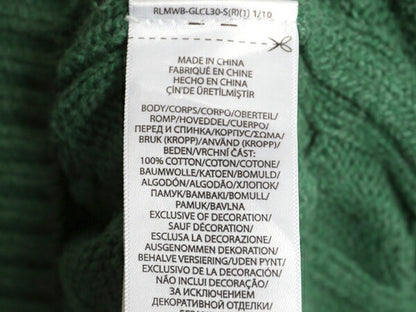 RLMWB-GLCL30-S(R)(1) 1/10
MADE IN CHINA
FABRIQUÉ EN CHINE
HECHO EN CHINA
ÇİN'DE ÜRETİLMİŞTİR
BODY/CORPS/CORPO/OBERTEIL/
ROMP/HOVEDDEL/CUERPO/
ПЕРЕД И СПИНКА/КОРПУС/ΣΩΜΑ/
BRUK (KROPP)/ANVÄND (KROPP)/
BEDEN/VRCHNÍ ČÁST:
100% COTTON/COTON/COTONE/
BAUMWOLLE/KATOEN/BOMULD/
ALGODÓN/ALGODÃO/ХЛОПОК/
ПАМУК/ΒΑΜΒΑΚΙ/BOMULL/
PAMUK/BAVLNA
EXCLUSIVE OF DECORATION/
SAUF DÉCORATION/
ESCLUSA LA DECORAZIONE/
AUSGENOMMEN DEKORATION/
BEHALVE VERSIERING/UDEN PYNT/
EXCLUSIVO DE LA DECORACIÓN/
NÃO INCLUI DECORAÇÃO/
ЗА ИСКЛЮЧЕНИЕМ
ДЕКОРАТИВНОЙ ОТДЕЛКИ/